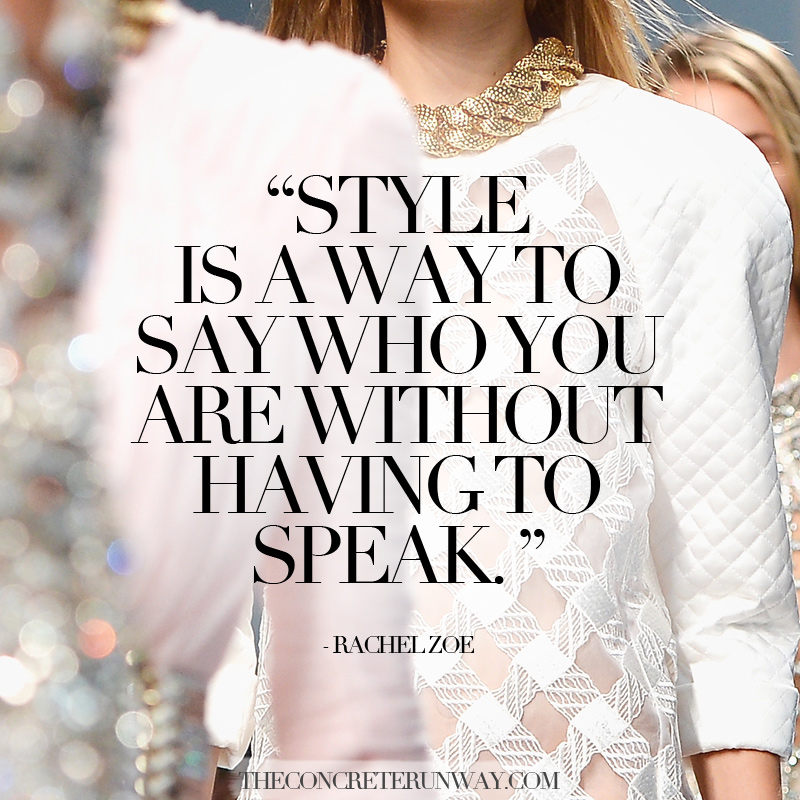 “STYLE
IS A WAY TO
SAY WHO YOU
ARE WITHOUT
HAVING TO
SPEAK.”
- RACHEL ZOE
THECONCRETERUNWAY.COM